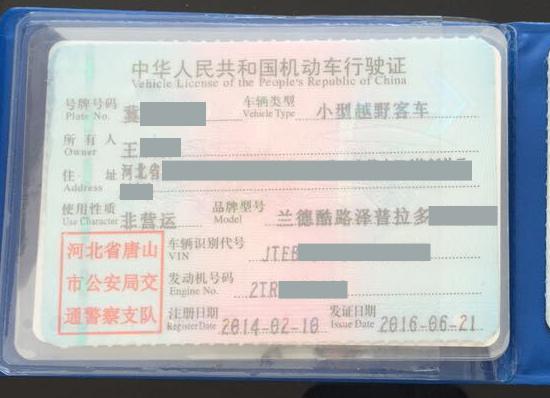 中华人民共和国机动车行驶证
Vehicle License of the People's Republic of China
号牌号码 冀 车辆类型 小型越野客车
Plate No. Vehicle Type
所有人 王
Owner
住址 河北省
Address
使用性质 非营运 品牌型号 兰德酷路泽普拉多
Use Character Model
河北省唐山
市公安局交
通警察支队
车辆识别代号 JTEB
VIN
发动机号码 2TR
Engine No.
注册日期 2014-02-10 发证日期 2016-06-21
Register Date Issue Date